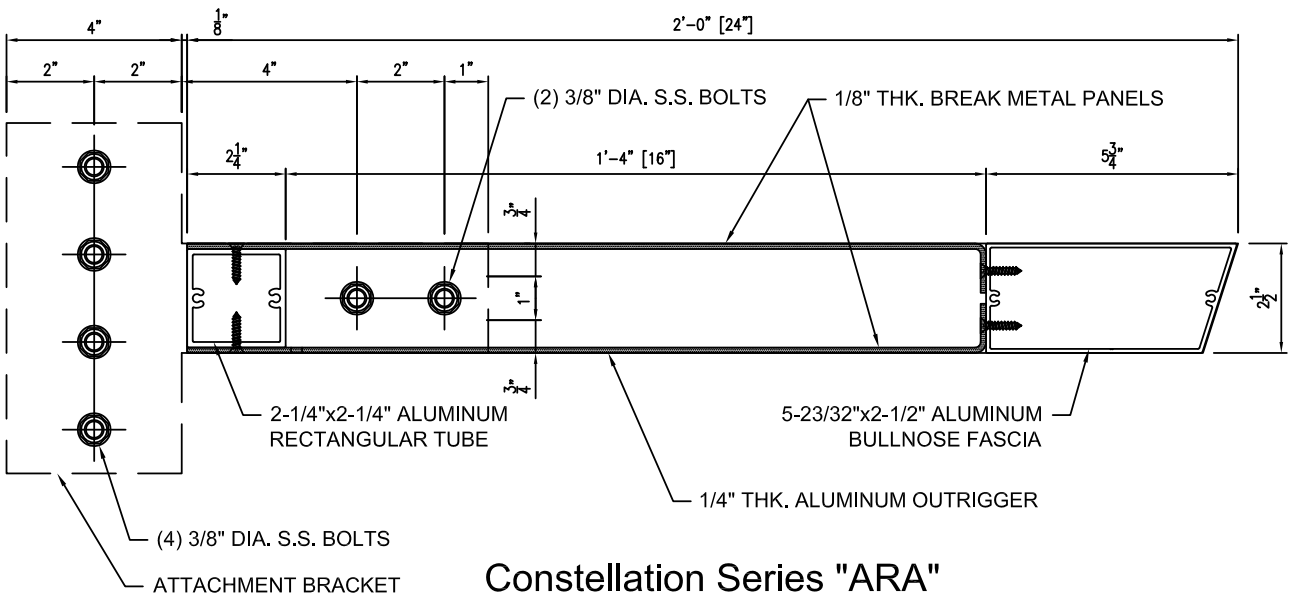 4"
1/8"
2'-0" [24"]
2"
2"
4"
2"
1"
(2) 3/8" DIA. S.S. BOLTS
1/8" THK. BREAK METAL PANELS
2 1/4"
1'-4" [16"]
5 3/4"
3/4"
1"
2 1/2"
3/4"
2-1/4"x2-1/4" ALUMINUM
RECTANGULAR TUBE
5-23/32"x2-1/2" ALUMINUM
BULLNOSE FASCIA
1/4" THK. ALUMINUM OUTRIGGER
(4) 3/8" DIA. S.S. BOLTS
ATTACHMENT BRACKET
Constellation Series "ARA"